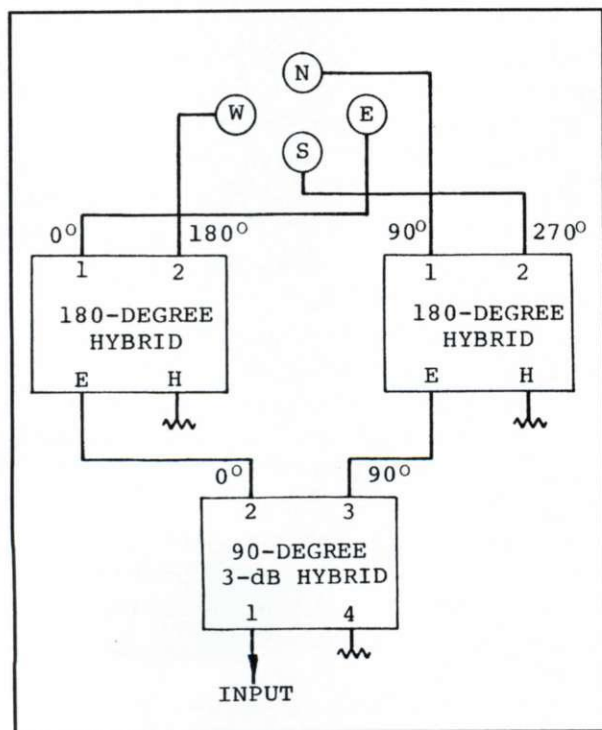 N
W E
S
0° 180° 90° 270°
1 2 1 2
180-DEGREE
HYBRID
180-DEGREE
HYBRID
E H E H
0° 90°
2 3
90-DEGREE
3-dB HYBRID
1 4
INPUT